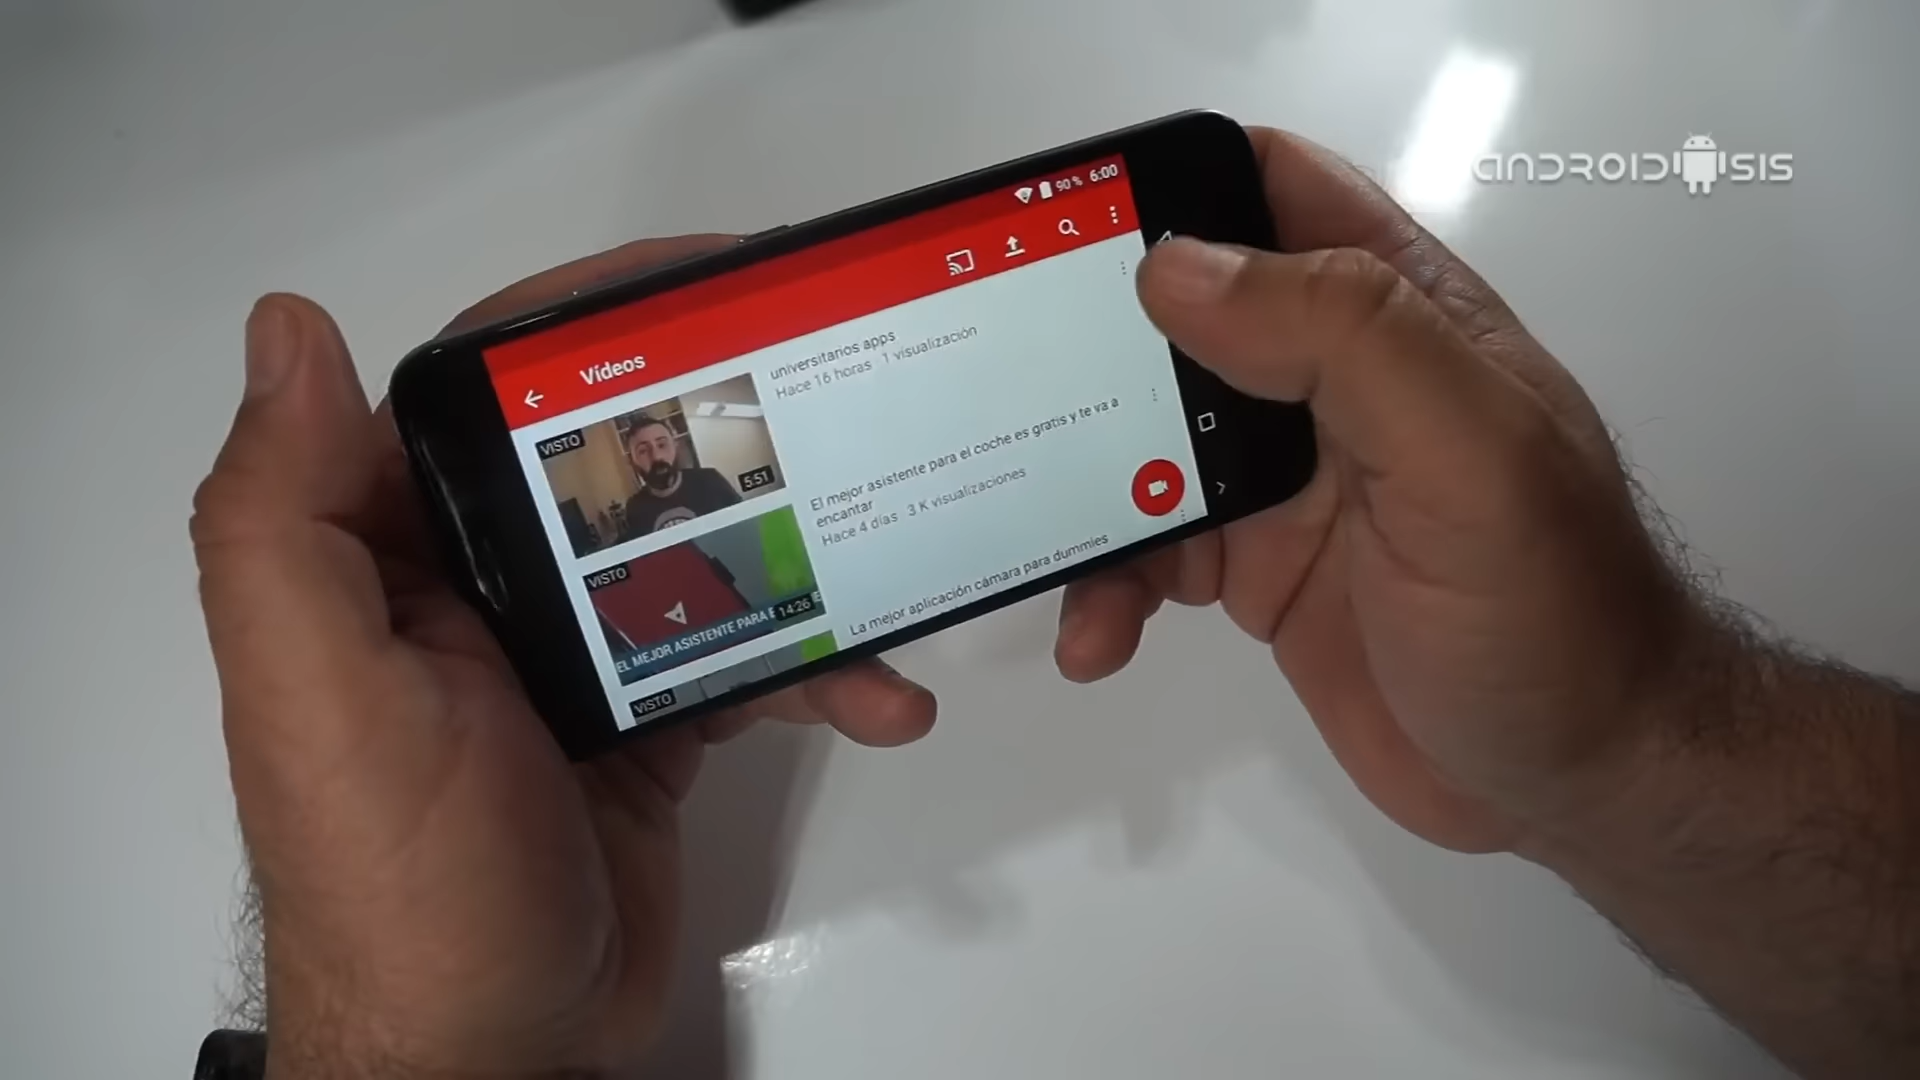 ANDROIDSIS
90 % 6:00
Vídeos
universitarios apps
Hace 16 horas · 1 visualización
VISTO
5:51
El mejor asistente para el coche es gratis y te va a
encantar
Hace 4 días · 3 K visualizaciones
VISTO
14:26
EL MEJOR ASISTENTE PARA E
La mejor aplicación cámara para dummies
VISTO